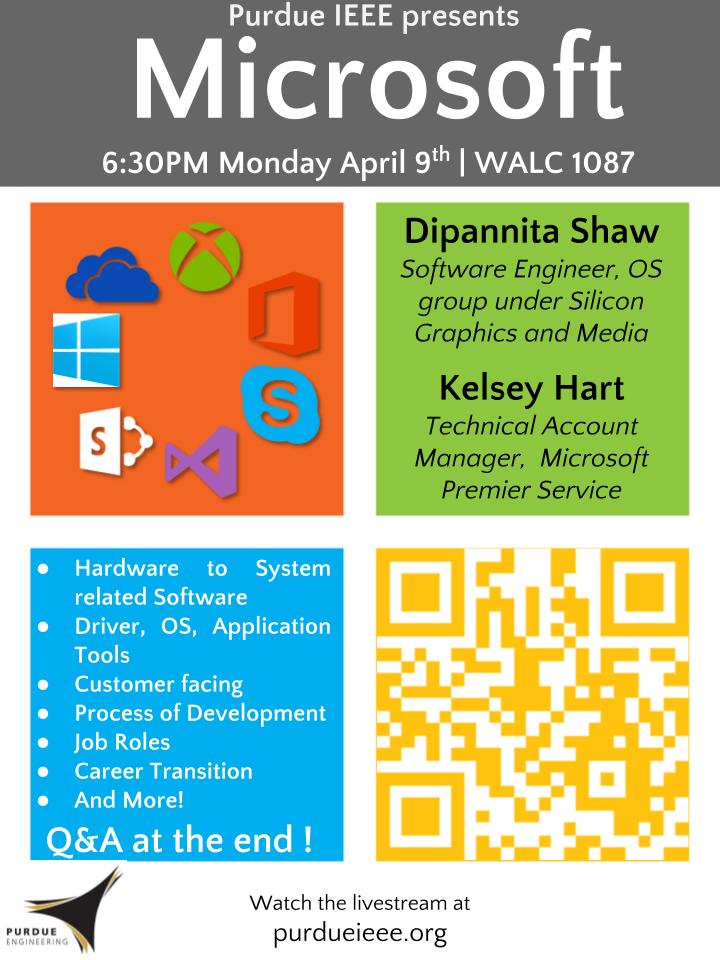 Purdue IEEE presents
Microsoft
6:30PM Monday April 9th | WALC 1087
Dipannita Shaw
Software Engineer, OS
group under Silicon
Graphics and Media
Kelsey Hart
Technical Account
Manager, Microsoft
Premier Service
S
S
● Hardware to System
related Software
● Driver, OS, Application
Tools
● Customer facing
● Process of Development
● Job Roles
● Career Transition
● And More!
Q&A at the end !
PURDUE
ENGINEERING
Watch the livestream at
purdueieee.org